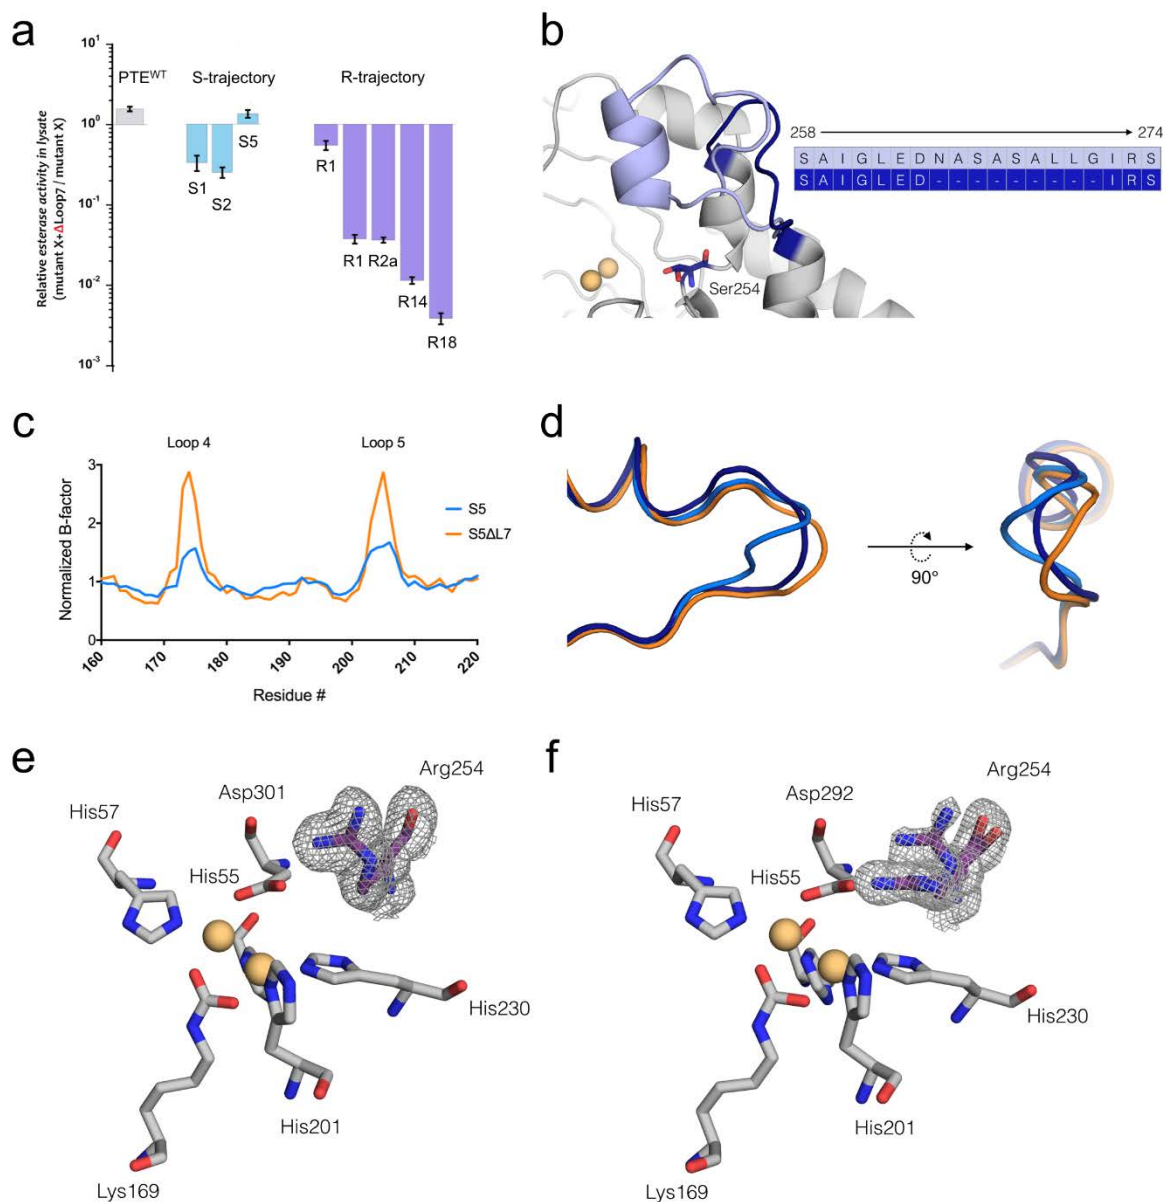 a
10¹
10⁰
10⁻¹
10⁻²
10⁻³
Relative esterase activity in lysate
(mutant X+ΔLoop7 / mutant X)
PTEᵂᵀ
S-trajectory
R-trajectory
S5
S1
S2
R1
R1
R2a
R14
R18
b
258
274
S A I G L E D N A S A S A L L G I R S
S A I G L E D - - - - - - - - - I R S
Ser254
c
Loop 4
Loop 5
3
2
1
0
Normalized B-factor
S5
S5ΔL7
160 170 180 190 200 210 220
Residue #
d
90°
e
Arg254
Asp301
His57
His55
His230
His201
Lys169
f
Arg254
Asp292
His57
His55
His230
His201
Lys169